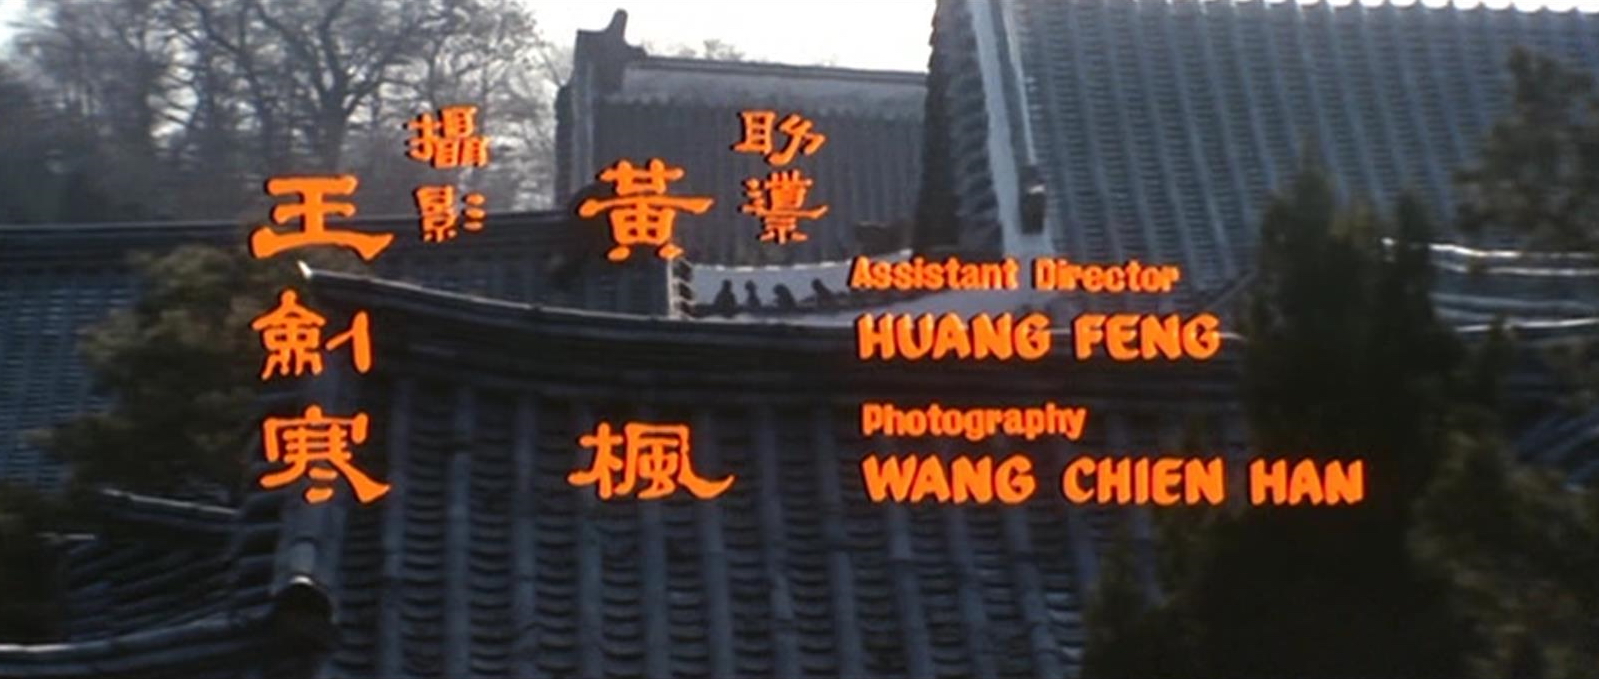 助導
黃楓
攝影
王劍寒
Assistant Director
HUANG FENG
Photography
WANG CHIEN HAN